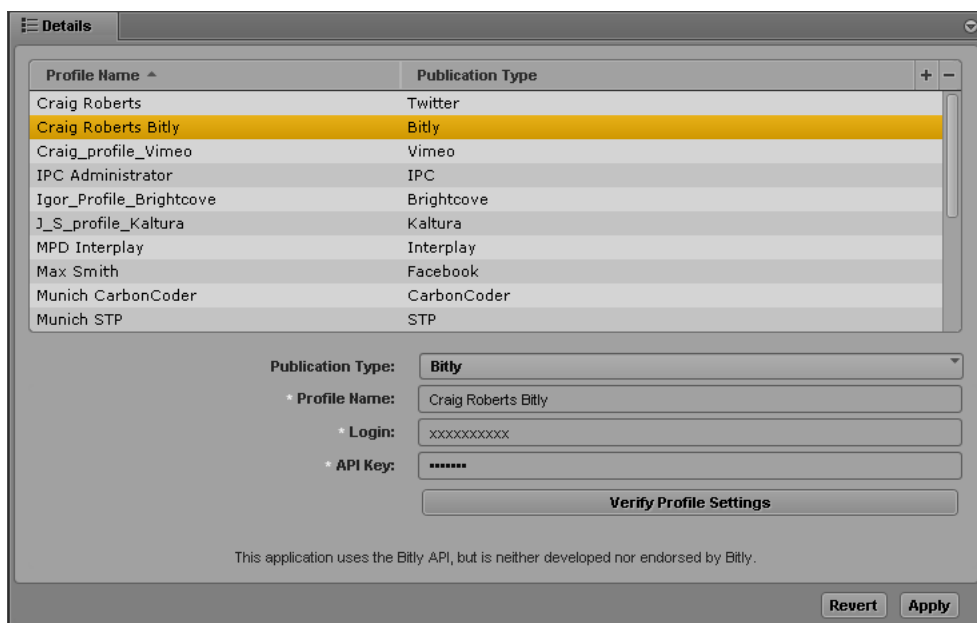 Details
Profile Name Publication Type + −
Craig Roberts Twitter
Craig Roberts Bitly Bitly
Craig_profile_Vimeo Vimeo
IPC Administrator IPC
Igor_Profile_Brightcove Brightcove
J_S_profile_Kaltura Kaltura
MPD Interplay Interplay
Max Smith Facebook
Munich CarbonCoder CarbonCoder
Munich STP STP
Publication Type: Bitly
* Profile Name: Craig Roberts Bitly
* Login: xxxxxxxxxx
* API Key: •••••••
Verify Profile Settings
This application uses the Bitly API, but is neither developed nor endorsed by Bitly.
Revert Apply